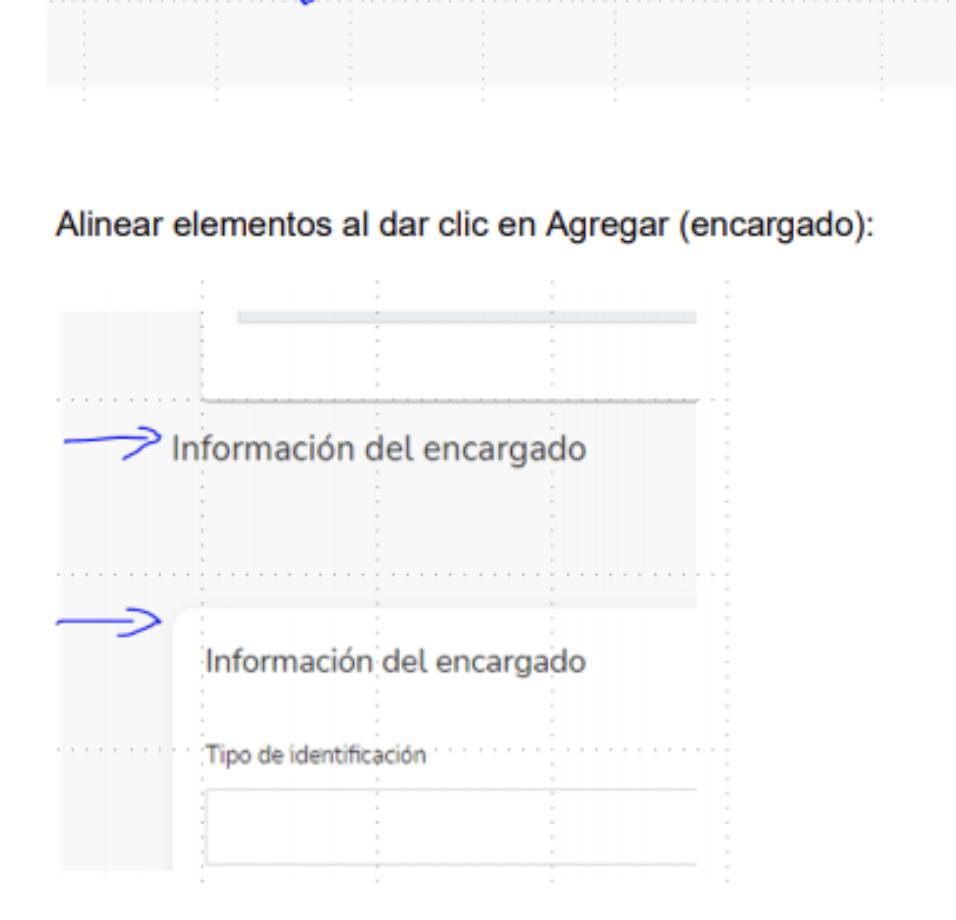 Alinear elementos al dar clic en Agregar (encargado):
Información del encargado
Información del encargado
Tipo de identificación